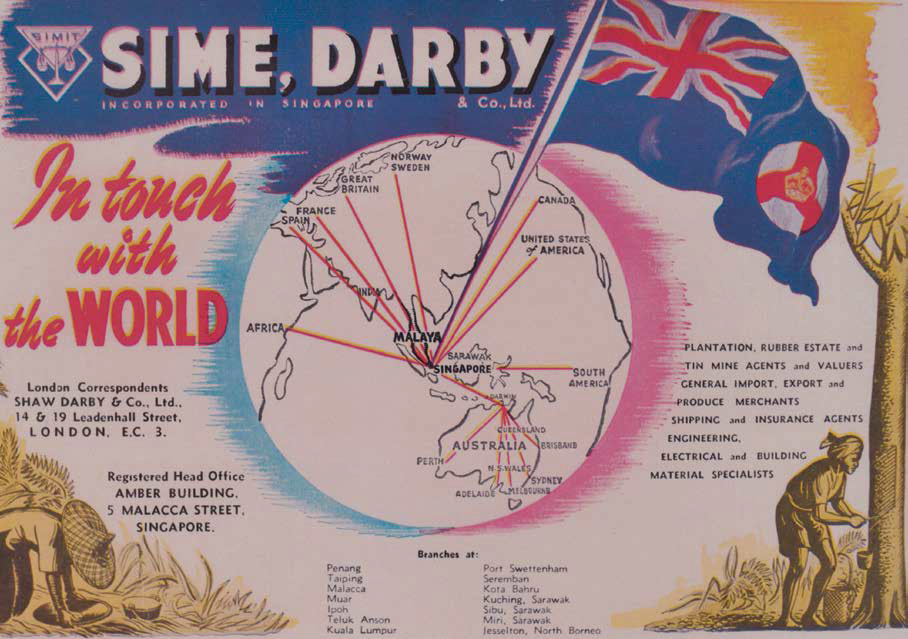 SIMIT
SIME, DARBY
INCORPORATED IN SINGAPORE & Co., Ltd.
In touch
with
the WORLD
London Correspondents
SHAW DARBY & Co., Ltd.,
14 & 19 Leadenhall Street,
LONDON, E.C. 3.
Registered Head Office
AMBER BUILDING,
5 MALACCA STREET,
SINGAPORE.
NORWAY
SWEDEN
GREAT
BRITAIN
FRANCE
SPAIN
CANADA
UNITED STATES
of AMERICA
INDIA
AFRICA
MALAYA
SARAWAK
SINGAPORE
SOUTH
AMERICA
DARWIN
QUEENSLAND
AUSTRALIA
BRISBAND
PERTH
N.S.WALES
SYDNEY
ADELAIDE
MELBOURNE
PLANTATION, RUBBER ESTATE and
TIN MINE AGENTS and VALUERS
GENERAL IMPORT, EXPORT and
PRODUCE MERCHANTS
SHIPPING and INSURANCE AGENTS
ENGINEERING,
ELECTRICAL and BUILDING
MATERIAL SPECIALISTS
Branches at:
Penang
Taiping
Malacca
Muar
Ipoh
Teluk Anson
Kuala Lumpur
Port Swettenham
Seremban
Kota Bahru
Kuching, Sarawak
Sibu, Sarawak
Miri, Sarawak
Jesselton, North Borneo